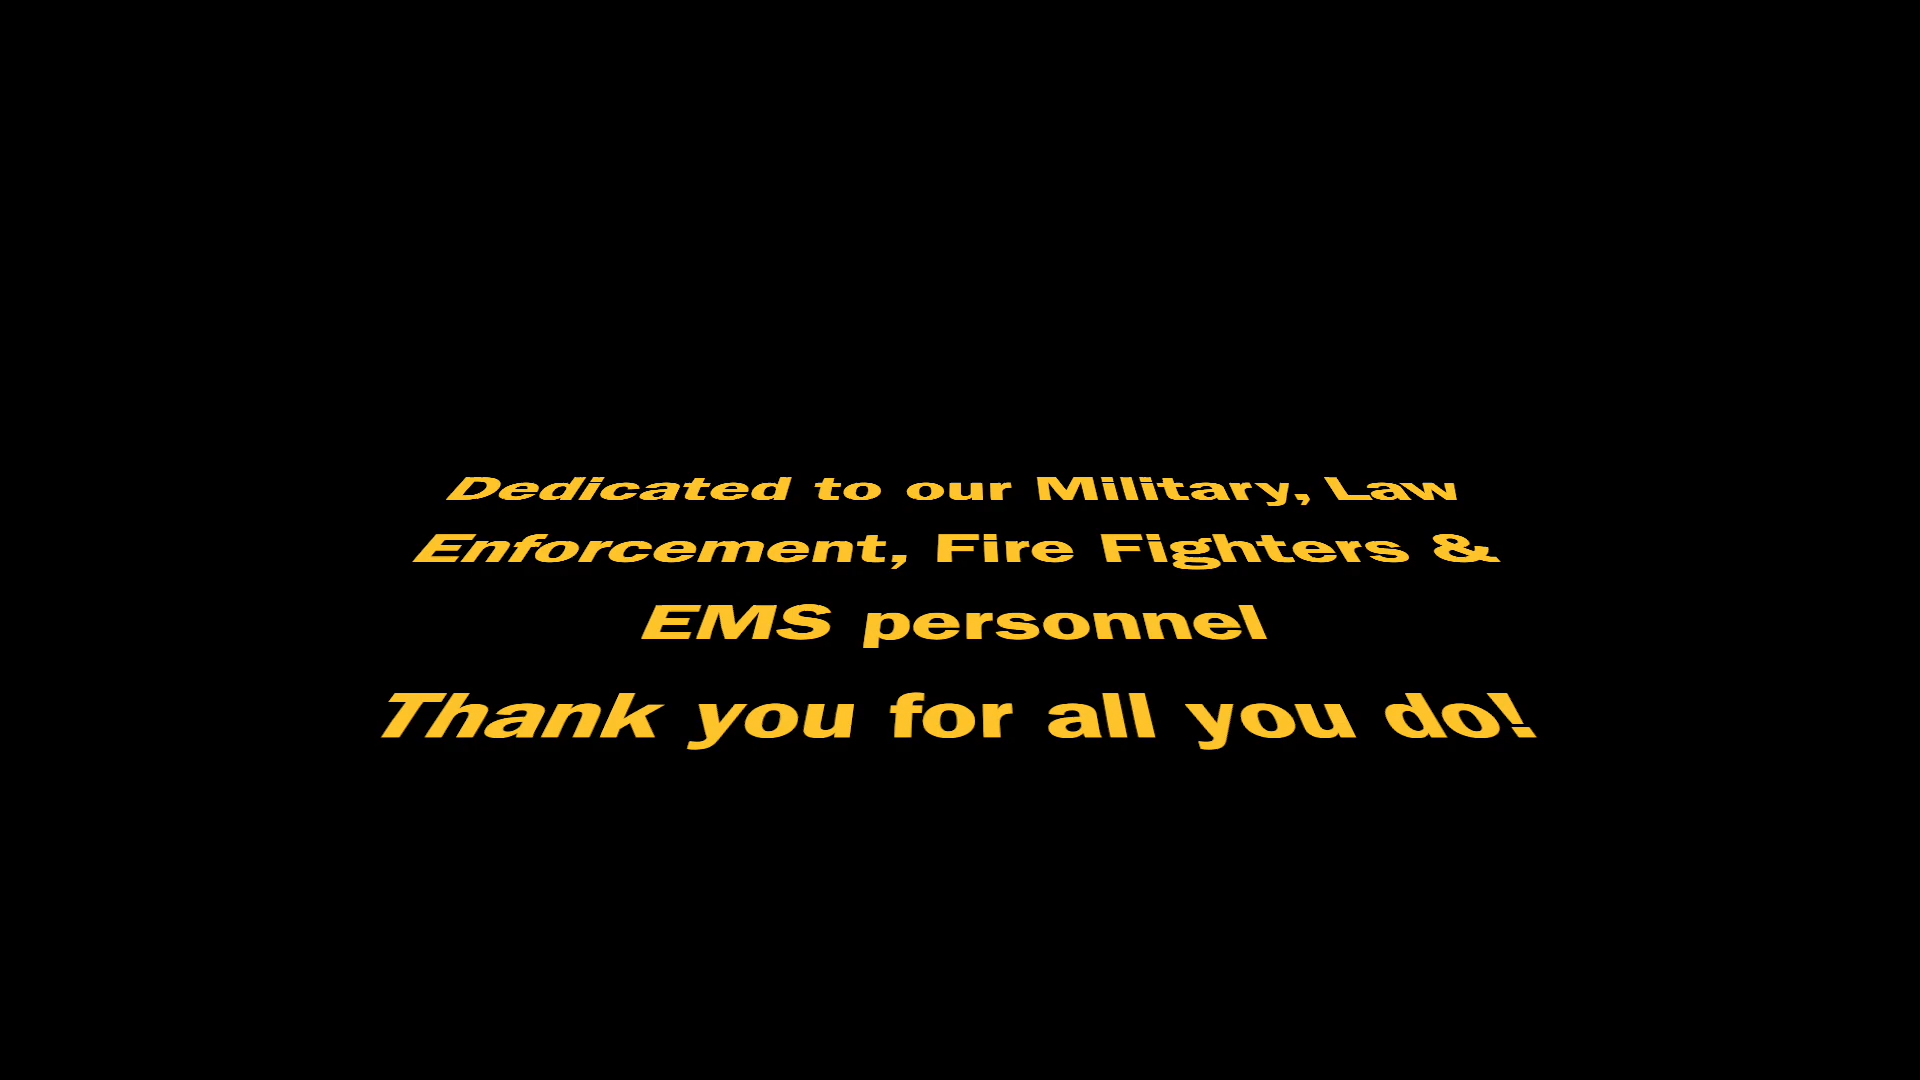 Dedicated to our Military, Law
Enforcement, Fire Fighters &
EMS personnel
Thank you for all you do!